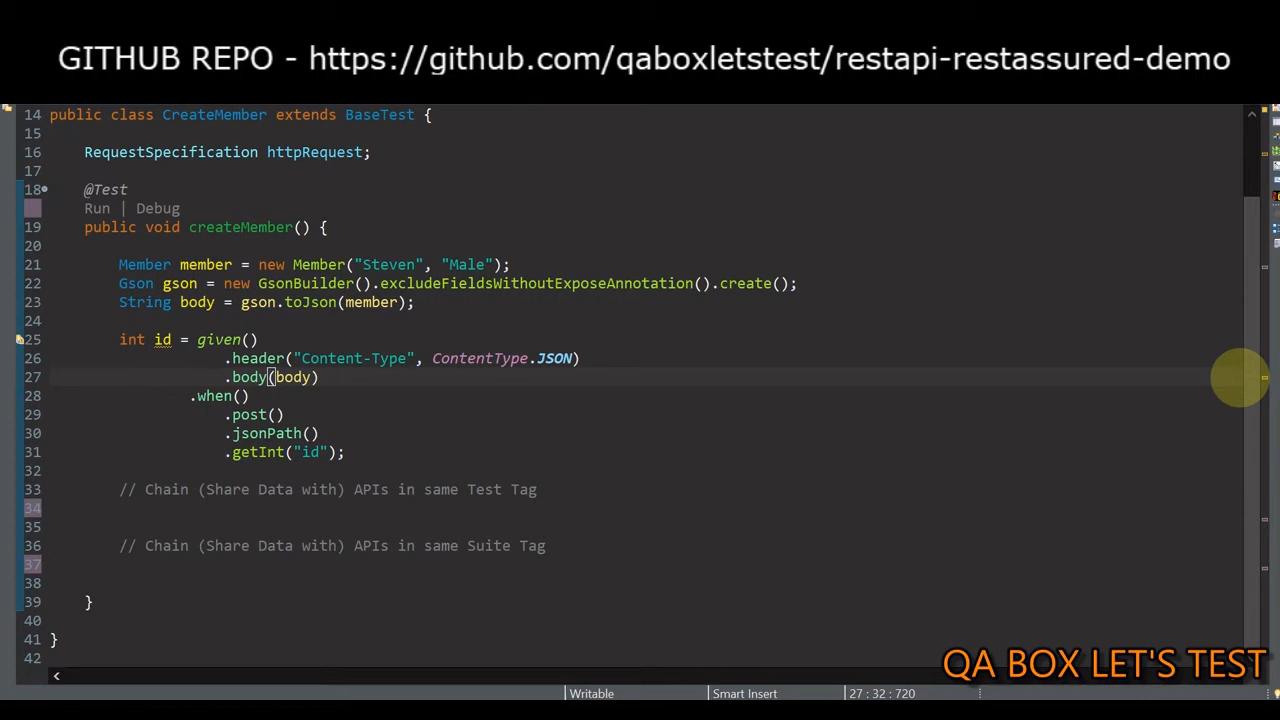 GITHUB REPO - https://github.com/qaboxletstest/restapi-restassured-demo
14 public class CreateMember extends BaseTest {
15
16 RequestSpecification httpRequest;
17
18 @Test
Run | Debug
19 public void createMember() {
20
21 Member member = new Member("Steven", "Male");
22 Gson gson = new GsonBuilder().excludeFieldsWithoutExposeAnnotation().create();
23 String body = gson.toJson(member);
24
25 int id = given()
26 .header("Content-Type", ContentType.JSON)
27 .body(body)
28 .when()
29 .post()
30 .jsonPath()
31 .getInt("id");
32
33 // Chain (Share Data with) APIs in same Test Tag
34
35
36 // Chain (Share Data with) APIs in same Suite Tag
37
38
39 }
40
41 }
42
QA BOX LET'S TEST
Writable Smart Insert 27 : 32 : 720